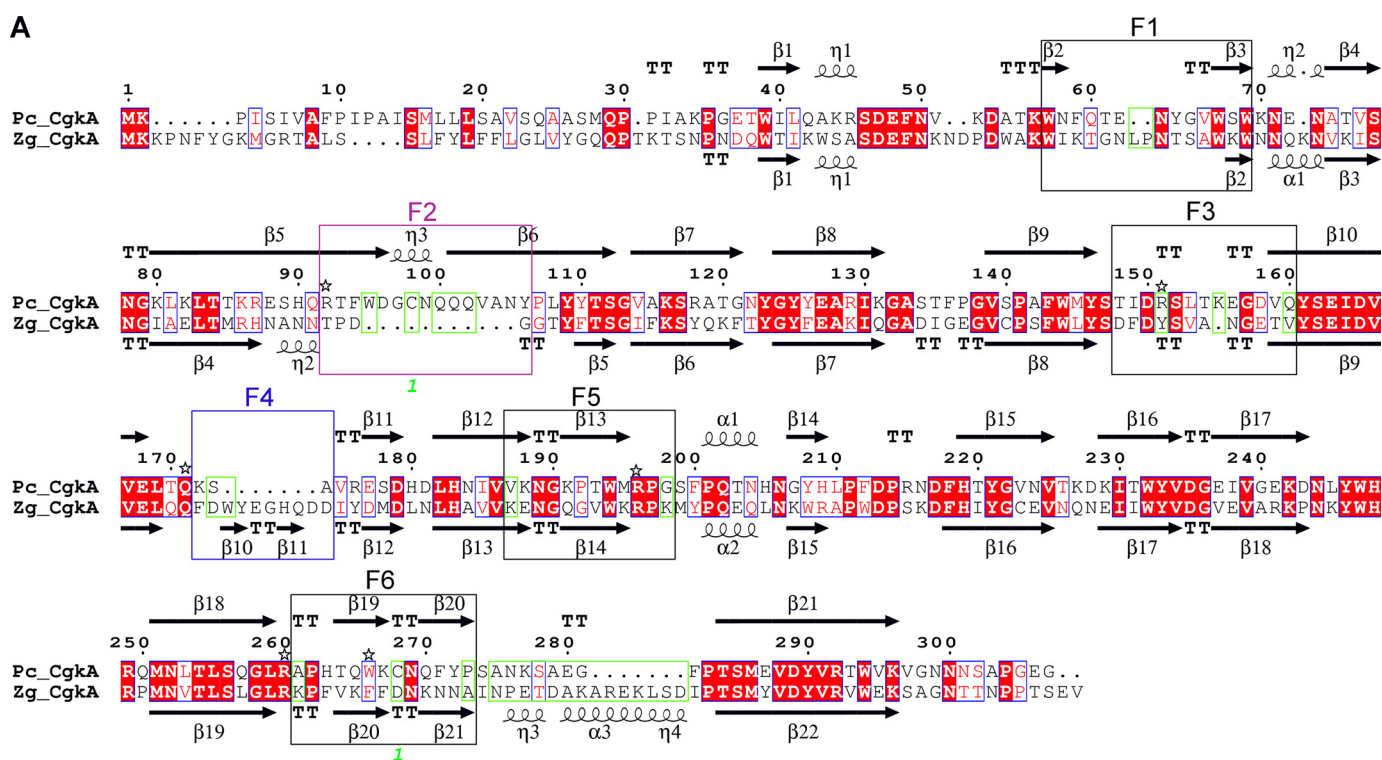 A
F1
β1 η1 β2 β3 η2 β4
TT TT TTT TT
1 10 20 30 40 50 60 70
Pc_CgkA MK......PISIVAFPIPAISMLLLSAVSQAASMQP.PIAKPGETWILQAKRSDEFNV..KDATKWNFQTE..NYGVWSWKNE.NATVS
Zg_CgkA MKKPNFYGKMGRTALS....SLFYLFFLGLVYGQQPTKTSNPNDQWTIKWSASDEFNKNDPDWAKWIKTGNLPNTSAWKWNNQKNVKIS
TT
β1 η1 β2 α1 β3
F2 F3
β5 η3 β6 β7 β8 β9 β10
TT TT TT
80 90 100 110 120 130 140 150 160
Pc_CgkA NGKLKLTTKRESHQRTFWDGCNQQQVANYPLYYTSGVAKSRATGNYGYYEARIKGASTFPGVSPAFWMYSTIDRSLTKEGDVQYSEIDV
Zg_CgkA NGIAELTMRHNANNTPD..........GGTYFTSGIFKSYQKFTYGYFEAKIQGADIGEGVCPSFWLYSDFDYSVA.NGETVYSEIDV
TT TT TT TT TT TT
β4 η2 β5 β6 β7 β8 β9
1
F4 F5
β11 β12 β13 α1 β14 β15 β16 β17
TT TT TT TT
170 180 190 200 210 220 230 240
Pc_CgkA VELTQKS.......AVRESDHDLHNIVVKNGKPTWMRPGSFPQTNHNGYHLPFDPRNDFHTYGVNVTKDKITWYVDGEIVGEKDNLYWH
Zg_CgkA VELQQFDWYEGHQDDIYDMDLNLHAVVKENGQGVWKRPKMYPQEQLNKWRAPWDPSKDFHIYGCEVNQNEIIWYVDGVEVARKPNKYWH
TT TT TT TT
β10 β11 β12 β13 β14 α2 β15 β16 β17 β18
F6
β18 β19 β20 β21
TT TT TT
250 260 270 280 290 300
Pc_CgkA RQMNLTLSQGLRAPHTQWKCNQFYPSANKSAEG.......FPTSMEVDYVRTWVKVGNNNSAPGEG..
Zg_CgkA RPMNVTLSLGLRKPFVKFFDNKNNAINPETDAKAREKLSDIPTSMYVDYVRVWEKSAGNTTNPPTSEV
TT TT
β19 β20 β21 η3 α3 η4 β22
1